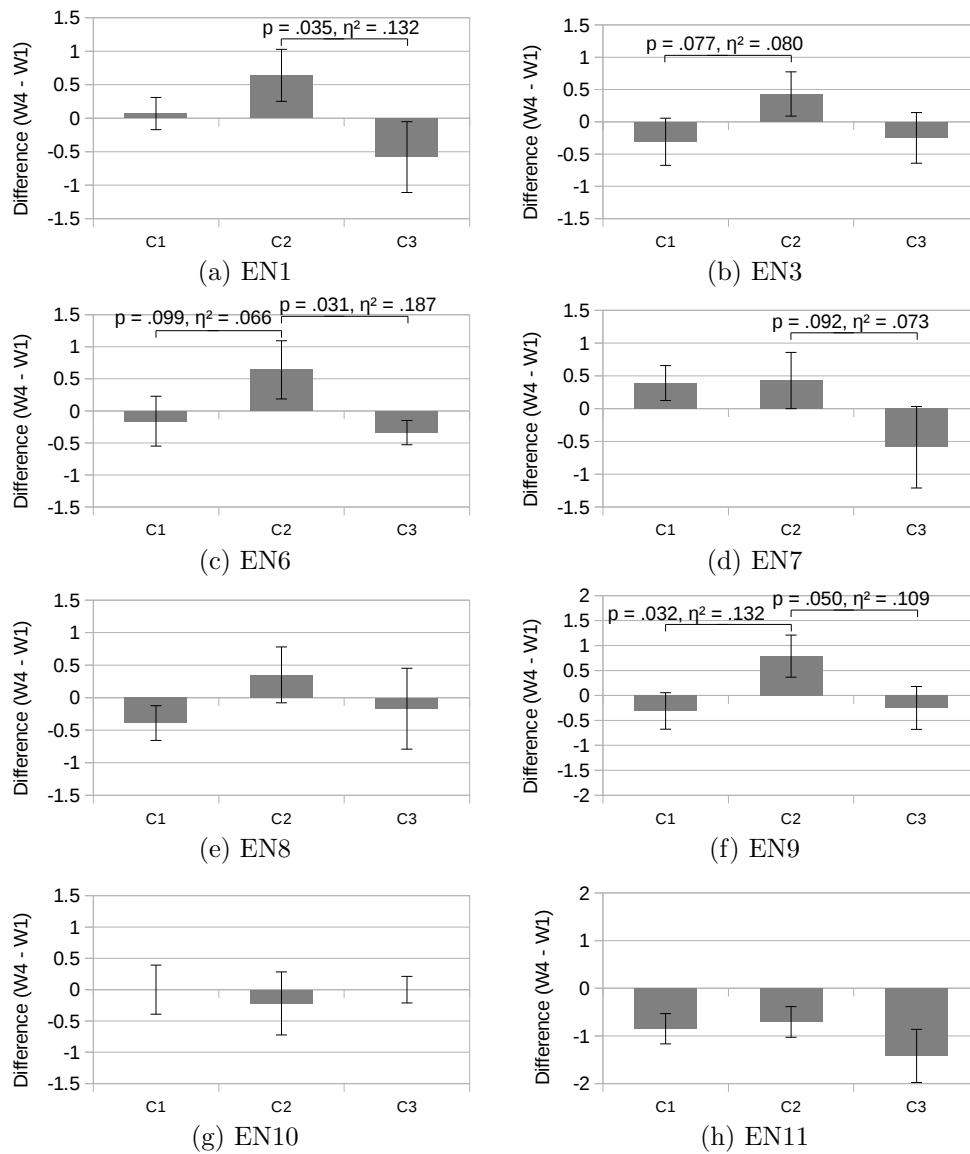 p = .035, η² = .132
Difference (W4 - W1)
1.5
1
0.5
0
-0.5
-1
-1.5
C1 C2 C3
(a) EN1
p = .077, η² = .080
Difference (W4 - W1)
1.5
1
0.5
0
-0.5
-1
-1.5
C1 C2 C3
(b) EN3
p = .099, η² = .066
p = .031, η² = .187
Difference (W4 - W1)
1.5
1
0.5
0
-0.5
-1
-1.5
C1 C2 C3
(c) EN6
p = .092, η² = .073
Difference (W4 - W1)
1.5
1
0.5
0
-0.5
-1
-1.5
C1 C2 C3
(d) EN7
Difference (W4 - W1)
1.5
1
0.5
0
-0.5
-1
-1.5
C1 C2 C3
(e) EN8
p = .032, η² = .132
p = .050, η² = .109
Difference (W4 - W1)
2
1.5
1
0.5
0
-0.5
-1
-1.5
-2
C1 C2 C3
(f) EN9
Difference (W4 - W1)
1.5
1
0.5
0
-0.5
-1
-1.5
C1 C2 C3
(g) EN10
Difference (W4 - W1)
2
1
0
-1
-2
C1 C2 C3
(h) EN11